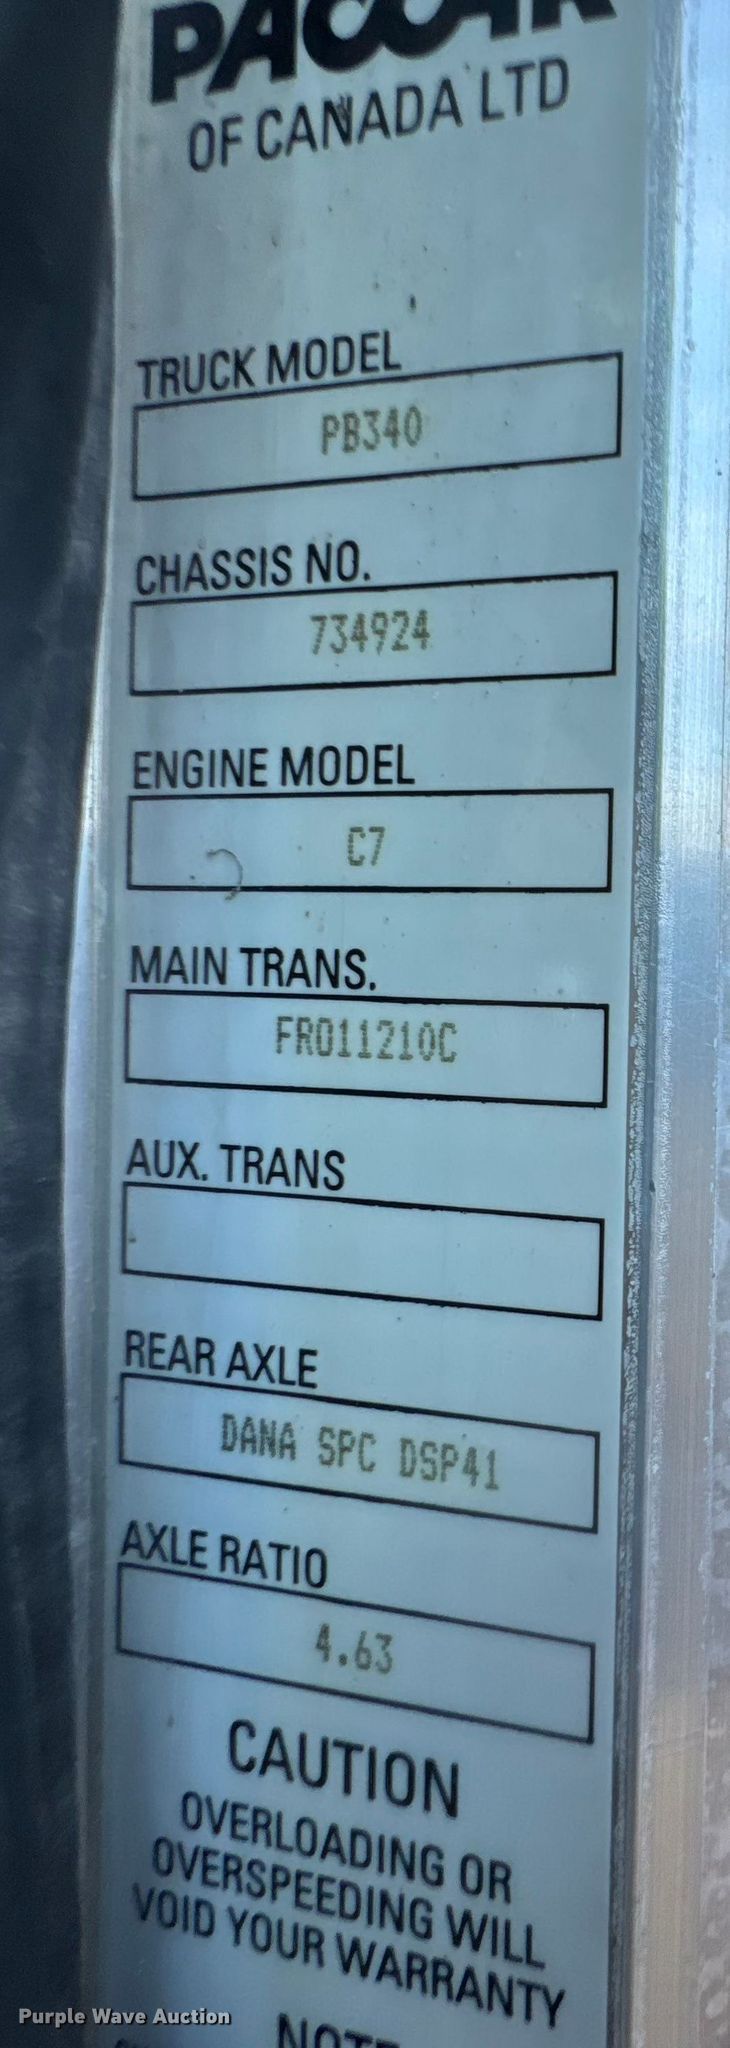 PACCAR
OF CANADA LTD
TRUCK MODEL
PB340
CHASSIS NO.
734924
ENGINE MODEL
C7
MAIN TRANS.
FRO11210C
AUX. TRANS
REAR AXLE
DANA SPC DSP41
AXLE RATIO
4.63
CAUTION
OVERLOADING OR
OVERSPEEDING WILL
VOID YOUR WARRANTY
NOTE
Purple Wave Auction